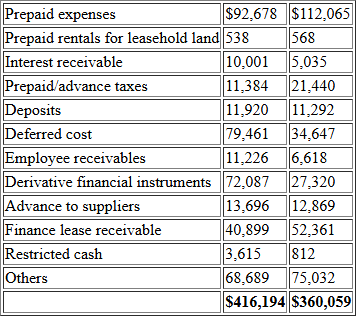 Prepaid expenses $92,678 $112,065
Prepaid rentals for leasehold land 538 568
Interest receivable 10,001 5,035
Prepaid/advance taxes 11,384 21,440
Deposits 11,920 11,292
Deferred cost 79,461 34,647
Employee receivables 11,226 6,618
Derivative financial instruments 72,087 27,320
Advance to suppliers 13,696 12,869
Finance lease receivable 40,899 52,361
Restricted cash 3,615 812
Others 68,689 75,032
$416,194 $360,059